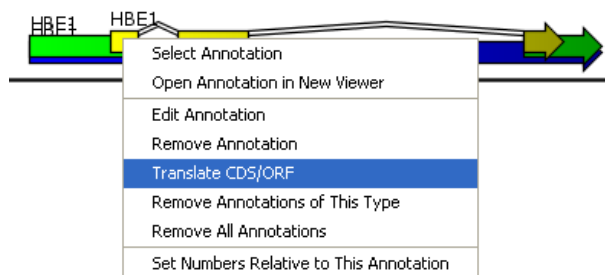 HBE1
HBE1
HBE1
Select Annotation
Open Annotation in New Viewer
Edit Annotation
Remove Annotation
Translate CDS/ORF
Remove Annotations of This Type
Remove All Annotations
Set Numbers Relative to This Annotation